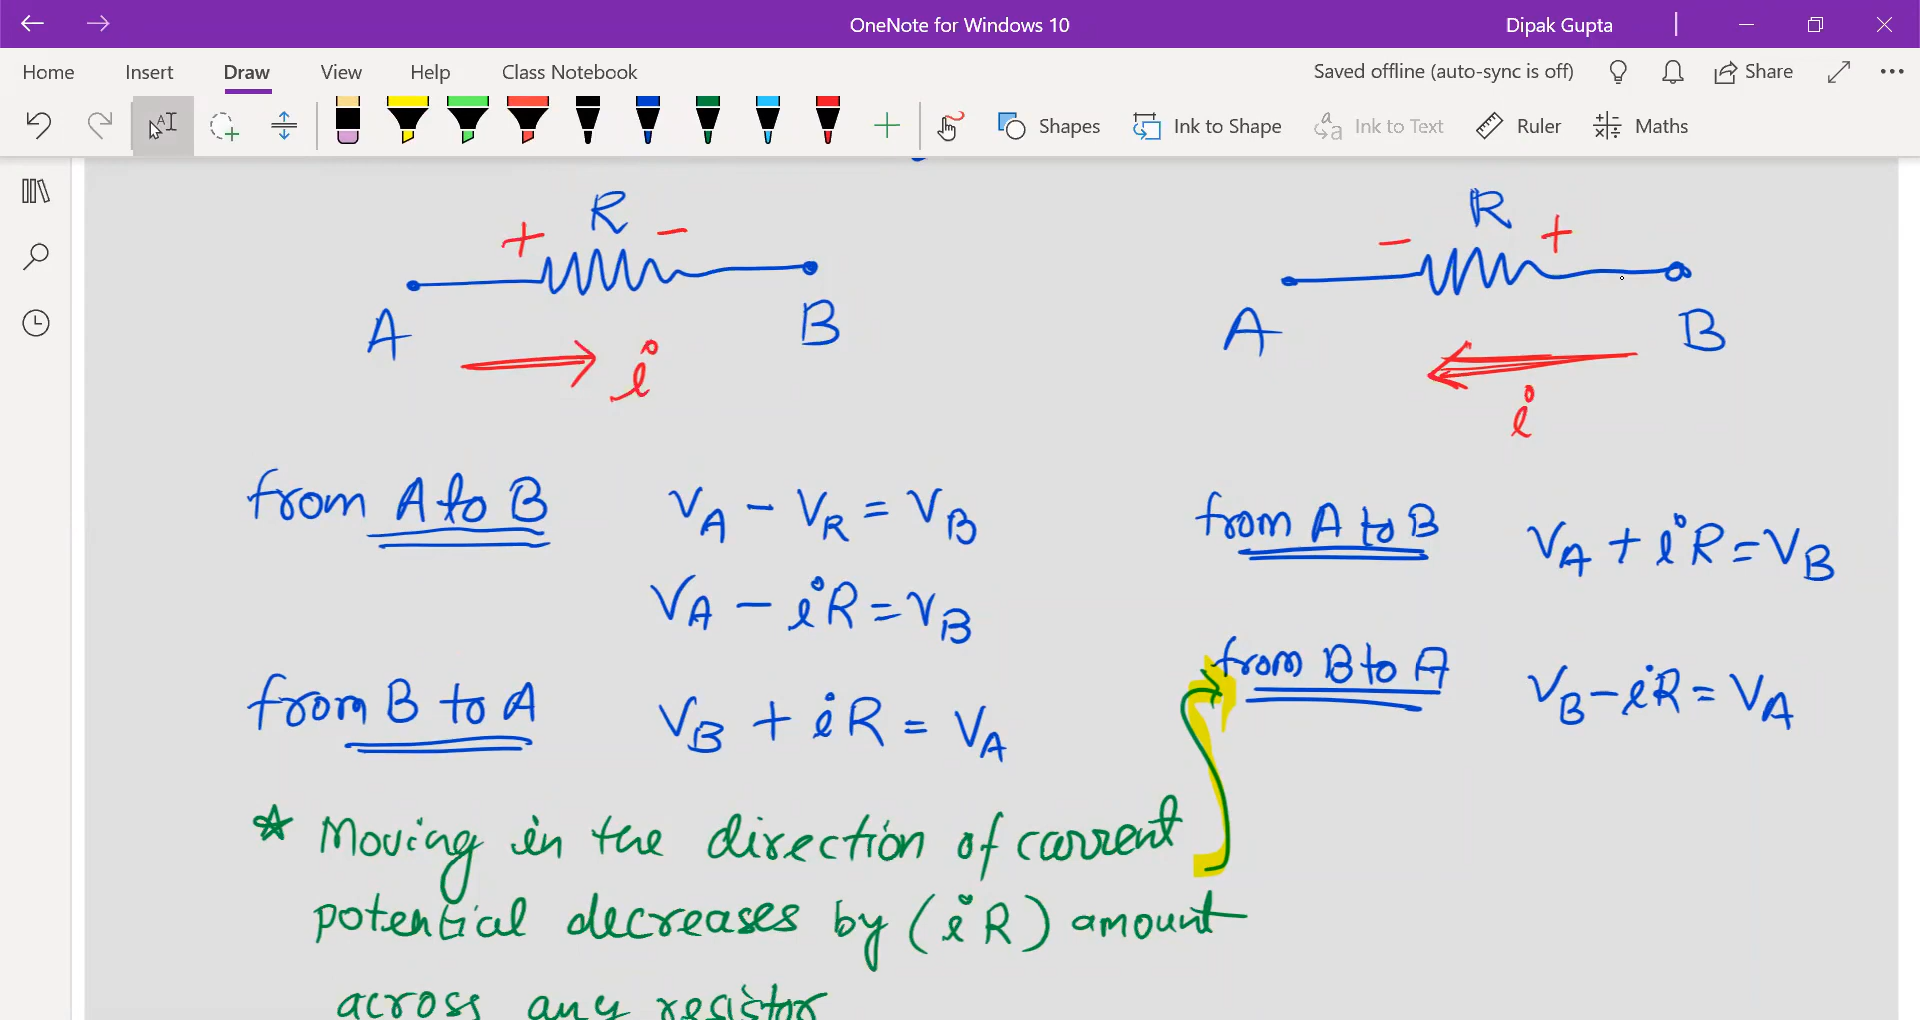 OneNote for Windows 10
Dipak Gupta
Home Insert Draw View Help Class Notebook
Saved offline (auto-sync is off) Share
Shapes Ink to Shape Ink to Text Ruler Maths
R
+ -
A B
i
R
- +
A B
i
from A to B VA - VR = VB
VA - iR = VB
from B to A VB + iR = VA
from A to B VA + iR = VB
from B to A VB - iR = VA
* Moving in the direction of current
potential decreases by (iR) amount
across any resistor